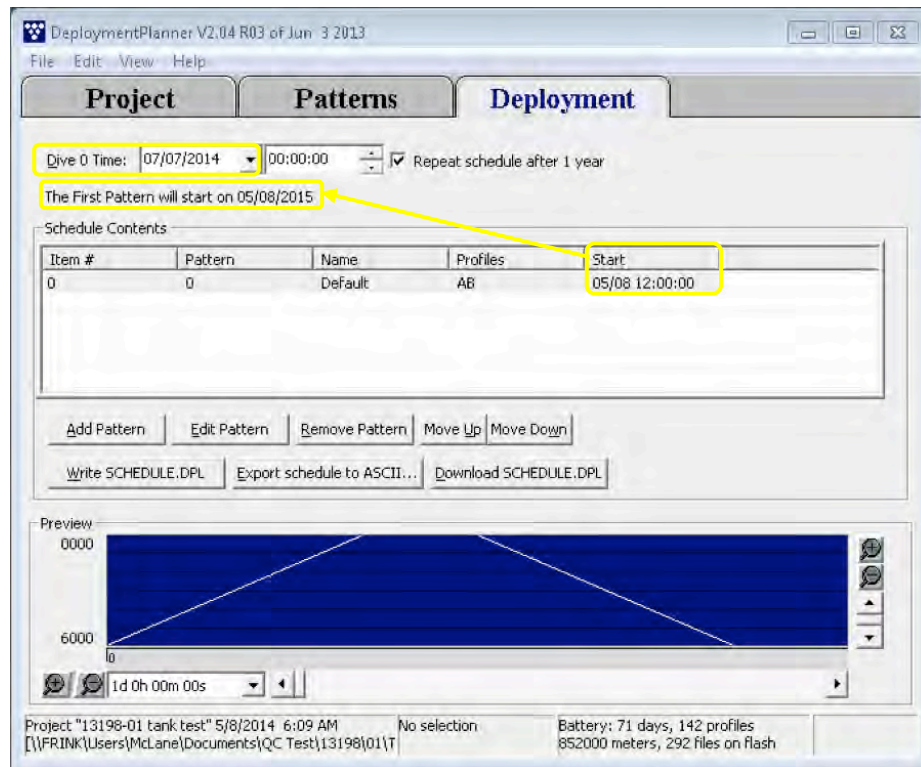 DeploymentPlanner V2.04 R03 of Jun 3 2013
File Edit View Help
Project Patterns Deployment
Dive 0 Time: 07/07/2014 00:00:00 Repeat schedule after 1 year
The First Pattern will start on 05/08/2015
Schedule Contents
Item # Pattern Name Profiles Start
0 0 Default AB 05/08 12:00:00
Add Pattern Edit Pattern Remove Pattern Move Up Move Down
Write SCHEDULE.DPL Export schedule to ASCII... Download SCHEDULE.DPL
Preview
0000
6000
0
1d 0h 00m 00s
Project "13198-01 tank test" 5/8/2014 6:09 AM No selection Battery: 71 days, 142 profiles
[\\FRINK\Users\McLane\Documents\QC Test\13198\01\T 852000 meters, 292 files on flash